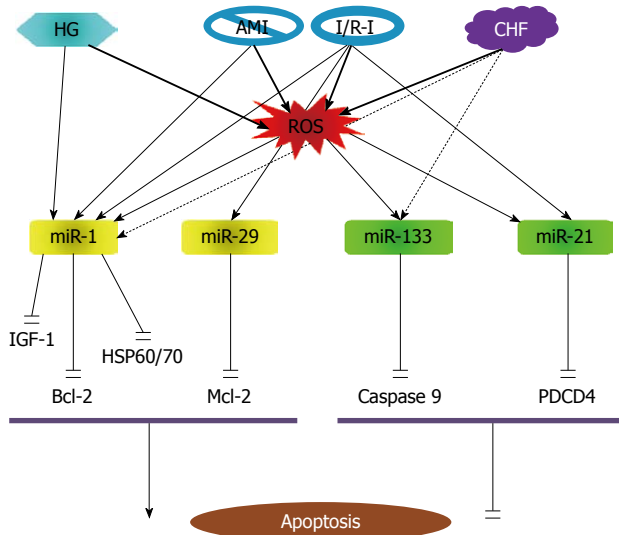 HG
AMI
I/R-I
CHF
ROS
miR-1
miR-29
miR-133
miR-21
IGF-1
HSP60/70
Bcl-2
Mcl-2
Caspase 9
PDCD4
Apoptosis